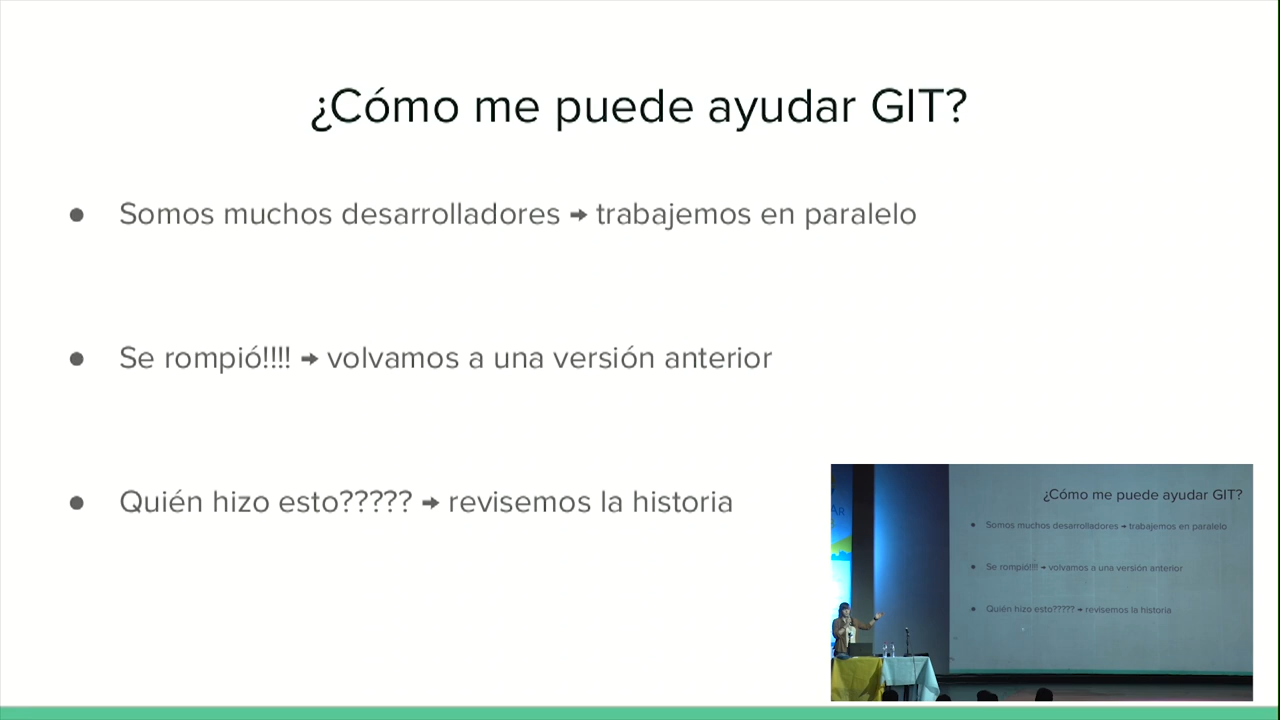 ¿Cómo me puede ayudar GIT?
● Somos muchos desarrolladores → trabajemos en paralelo
● Se rompió!!!! → volvamos a una versión anterior
● Quién hizo esto????? → revisemos la historia
¿Cómo me puede ayudar GIT?
● Somos muchos desarrolladores → trabajemos en paralelo
● Se rompió!!!! → volvamos a una versión anterior
● Quién hizo esto????? → revisemos la historia